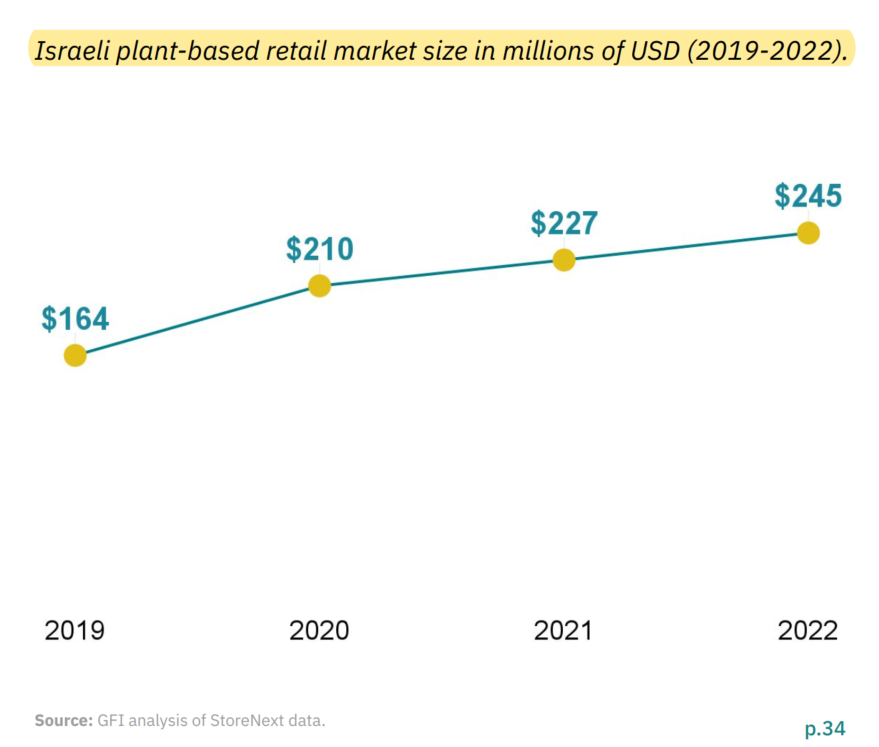 Israeli plant-based retail market size in millions of USD (2019-2022).
$164
$210
$227
$245
2019 2020 2021 2022
Source: GFI analysis of StoreNext data.
p.34